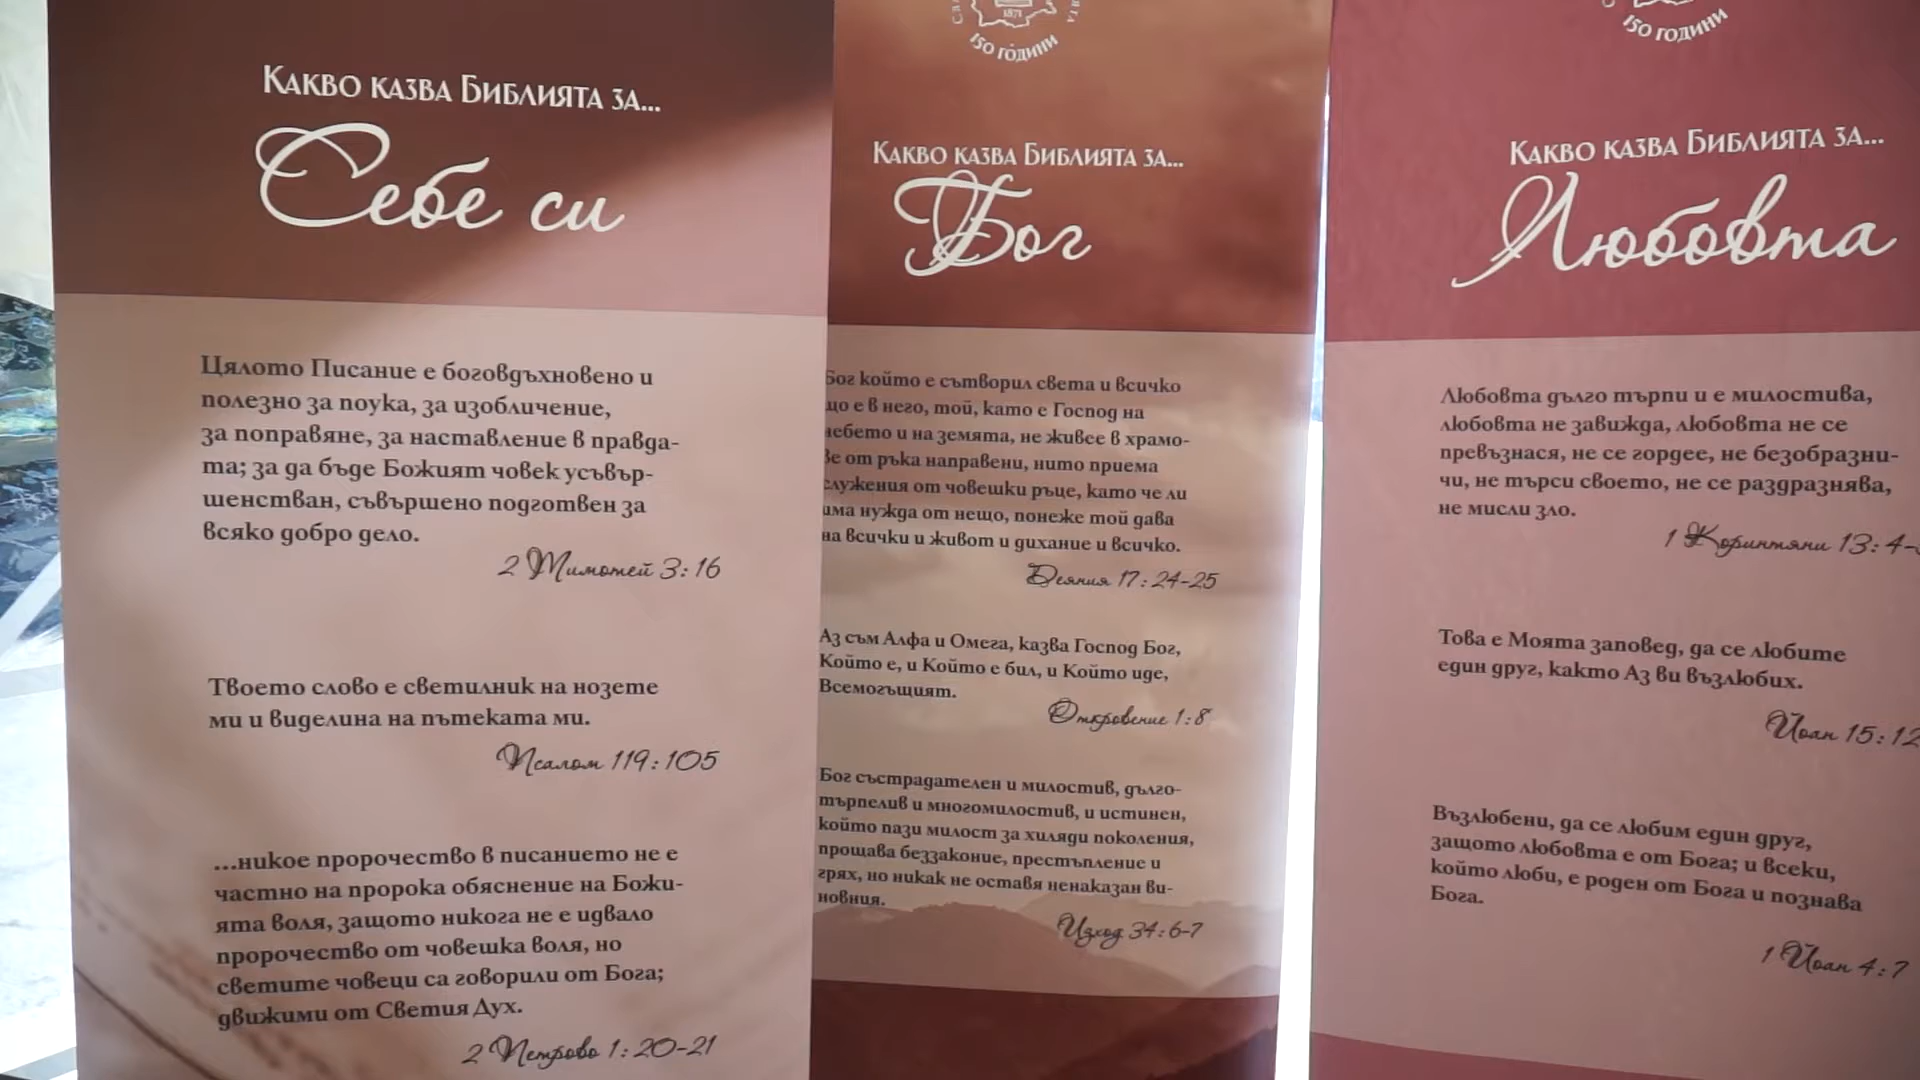 Какво казва Библията за...
Себе си
Цялото Писание е боговдъхновено и
полезно за поука, за изобличение,
за поправяне, за наставление в правда-
та; за да бъде Божият човек усъвър-
шенстван, съвършено подготвен за
всяко добро дело.
2 Тимотей 3:16
Твоето слово е светилник на нозете
ми и виделина на пътеката ми.
Псалом 119:105
...никое пророчество в писанието не е
частно на пророка обяснение на Божи-
ята воля, защото никога не е идвало
пророчество от човешка воля, но
светите човеци са говорили от Бога;
движими от Светия Дух.
2 Петрово 1:20-21
1871
150 ГОДИНИ
Какво казва Библията за...
Бог
Бог който е сътворил света и всичко
що е в него, той, като е Господ на
небето и на земята, не живее в храмо-
ве от ръка направени, нито приема
служения от човешки ръце, като че ли
има нужда от нещо, понеже той дава
на всички и живот и дихание и всичко.
Деяния 17:24-25
Аз съм Алфа и Омега, казва Господ Бог,
Който е, и Който е бил, и Който иде,
Всемогъщият.
Откровение 1:8
Бог състрадателен и милостив, дълго-
търпелив и многомилостив, и истинен,
който пази милост за хиляди поколения,
прощава беззаконие, престъпление и
грях, но никак не оставя ненаказан ви-
новния.
Изход 34:6-7
150 ГОДИНИ
Какво казва Библията за...
Любовта
Любовта дълго търпи и е милостива,
любовта не завижда, любовта не се
превъзнася, не се гордее, не безобразни-
чи, не търси своето, не се раздразнява,
не мисли зло.
1 Коринтяни 13:4-
Това е Моята заповед, да се любите
един друг, както Аз ви възлюбих.
Йоан 15:12
Възлюбени, да се любим един друг,
защото любовта е от Бога; и всеки,
който люби, е роден от Бога и познава
Бога.
1 Йоан 4:7